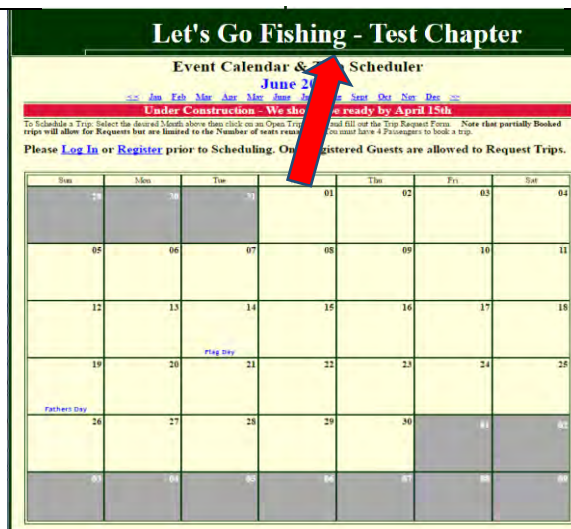 Let's Go Fishing - Test Chapter
Event Calendar & Scheduler
June 20
<< Jan Feb Mar Apr May June Sept Oct Nov Dec >>
Under Construction - We sho ready by April 15th
To Schedule a Trip: Select the desired Month above then click on an Open Trip and fill out the Trip Request Form. Note that partially Booked
trips will allow for Requests but are limited to the Number of seats You must have 4 Passengers to book a trip.
Please Log In or Register prior to Scheduling. On istered Guests are allowed to Request Trips.
Sun Mon Tue Thu Fri Sat
29 30 31 01 02 03 04
05 06 07 08 09 10 11
12 13 14 15 16 17 18
Flag Day
19 20 21 22 23 24 25
Fathers Day
26 27 28 29 30 01 02
03 04 05 06 07 08 09